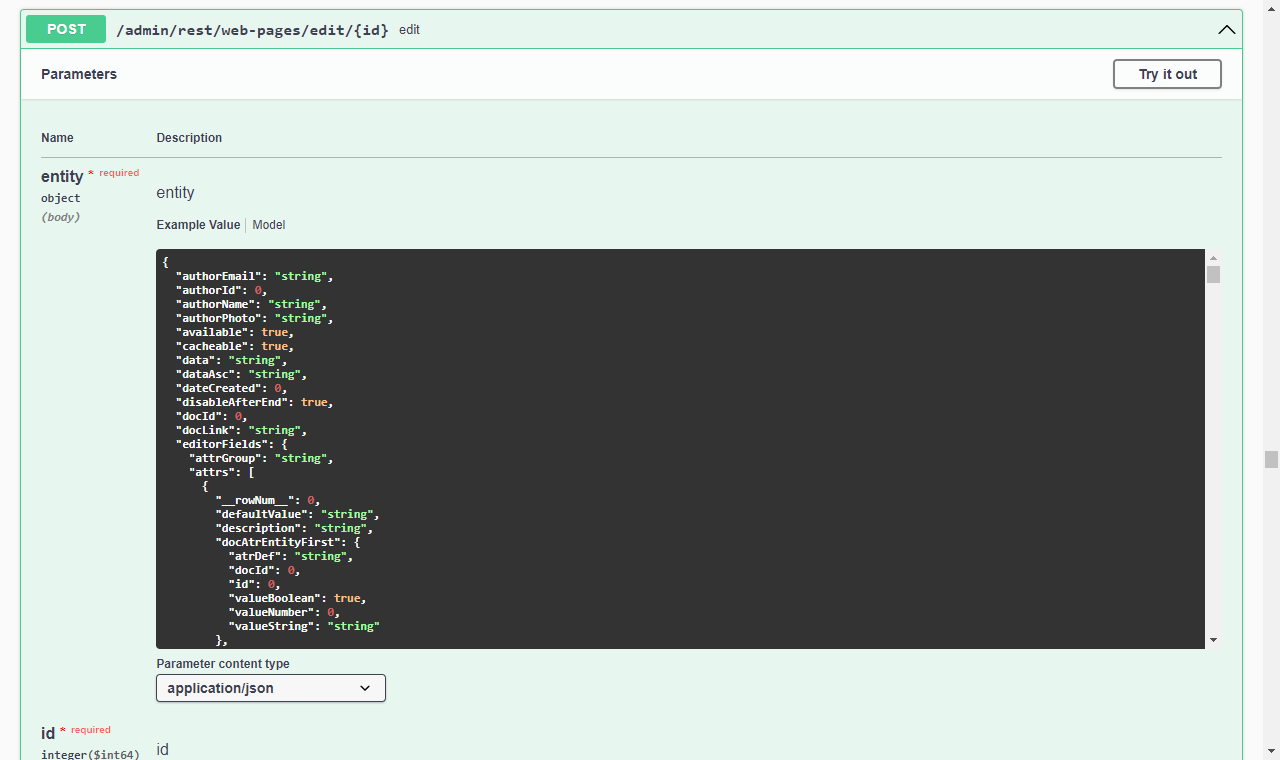 POST /admin/rest/web-pages/edit/{id} edit
Parameters
Try it out
Name Description
entity * required
object
(body)
entity
Example Value Model
{
  "authorEmail": "string",
  "authorId": 0,
  "authorName": "string",
  "authorPhoto": "string",
  "available": true,
  "cacheable": true,
  "data": "string",
  "dataAsc": "string",
  "dateCreated": 0,
  "disableAfterEnd": true,
  "docId": 0,
  "docLink": "string",
  "editorFields": {
    "attrGroup": "string",
    "attrs": [
      {
        "__rowNum__": 0,
        "defaultValue": "string",
        "description": "string",
        "docAtrEntityFirst": {
          "atrDef": "string",
          "docId": 0,
          "id": 0,
          "valueBoolean": true,
          "valueNumber": 0,
          "valueString": "string"
        },
Parameter content type
application/json
id * required
integer($int64)
id